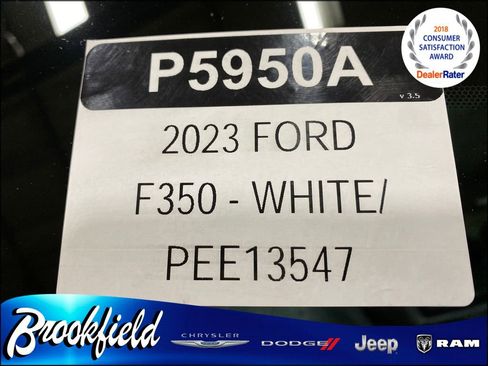 2018
CONSUMER
SATISFACTION
AWARD
DealerRater
P5950A
v 3.5
2023 FORD
F350 - WHITE/
PEE13547
Brookfield
CHRYSLER
DODGE
Jeep
RAM